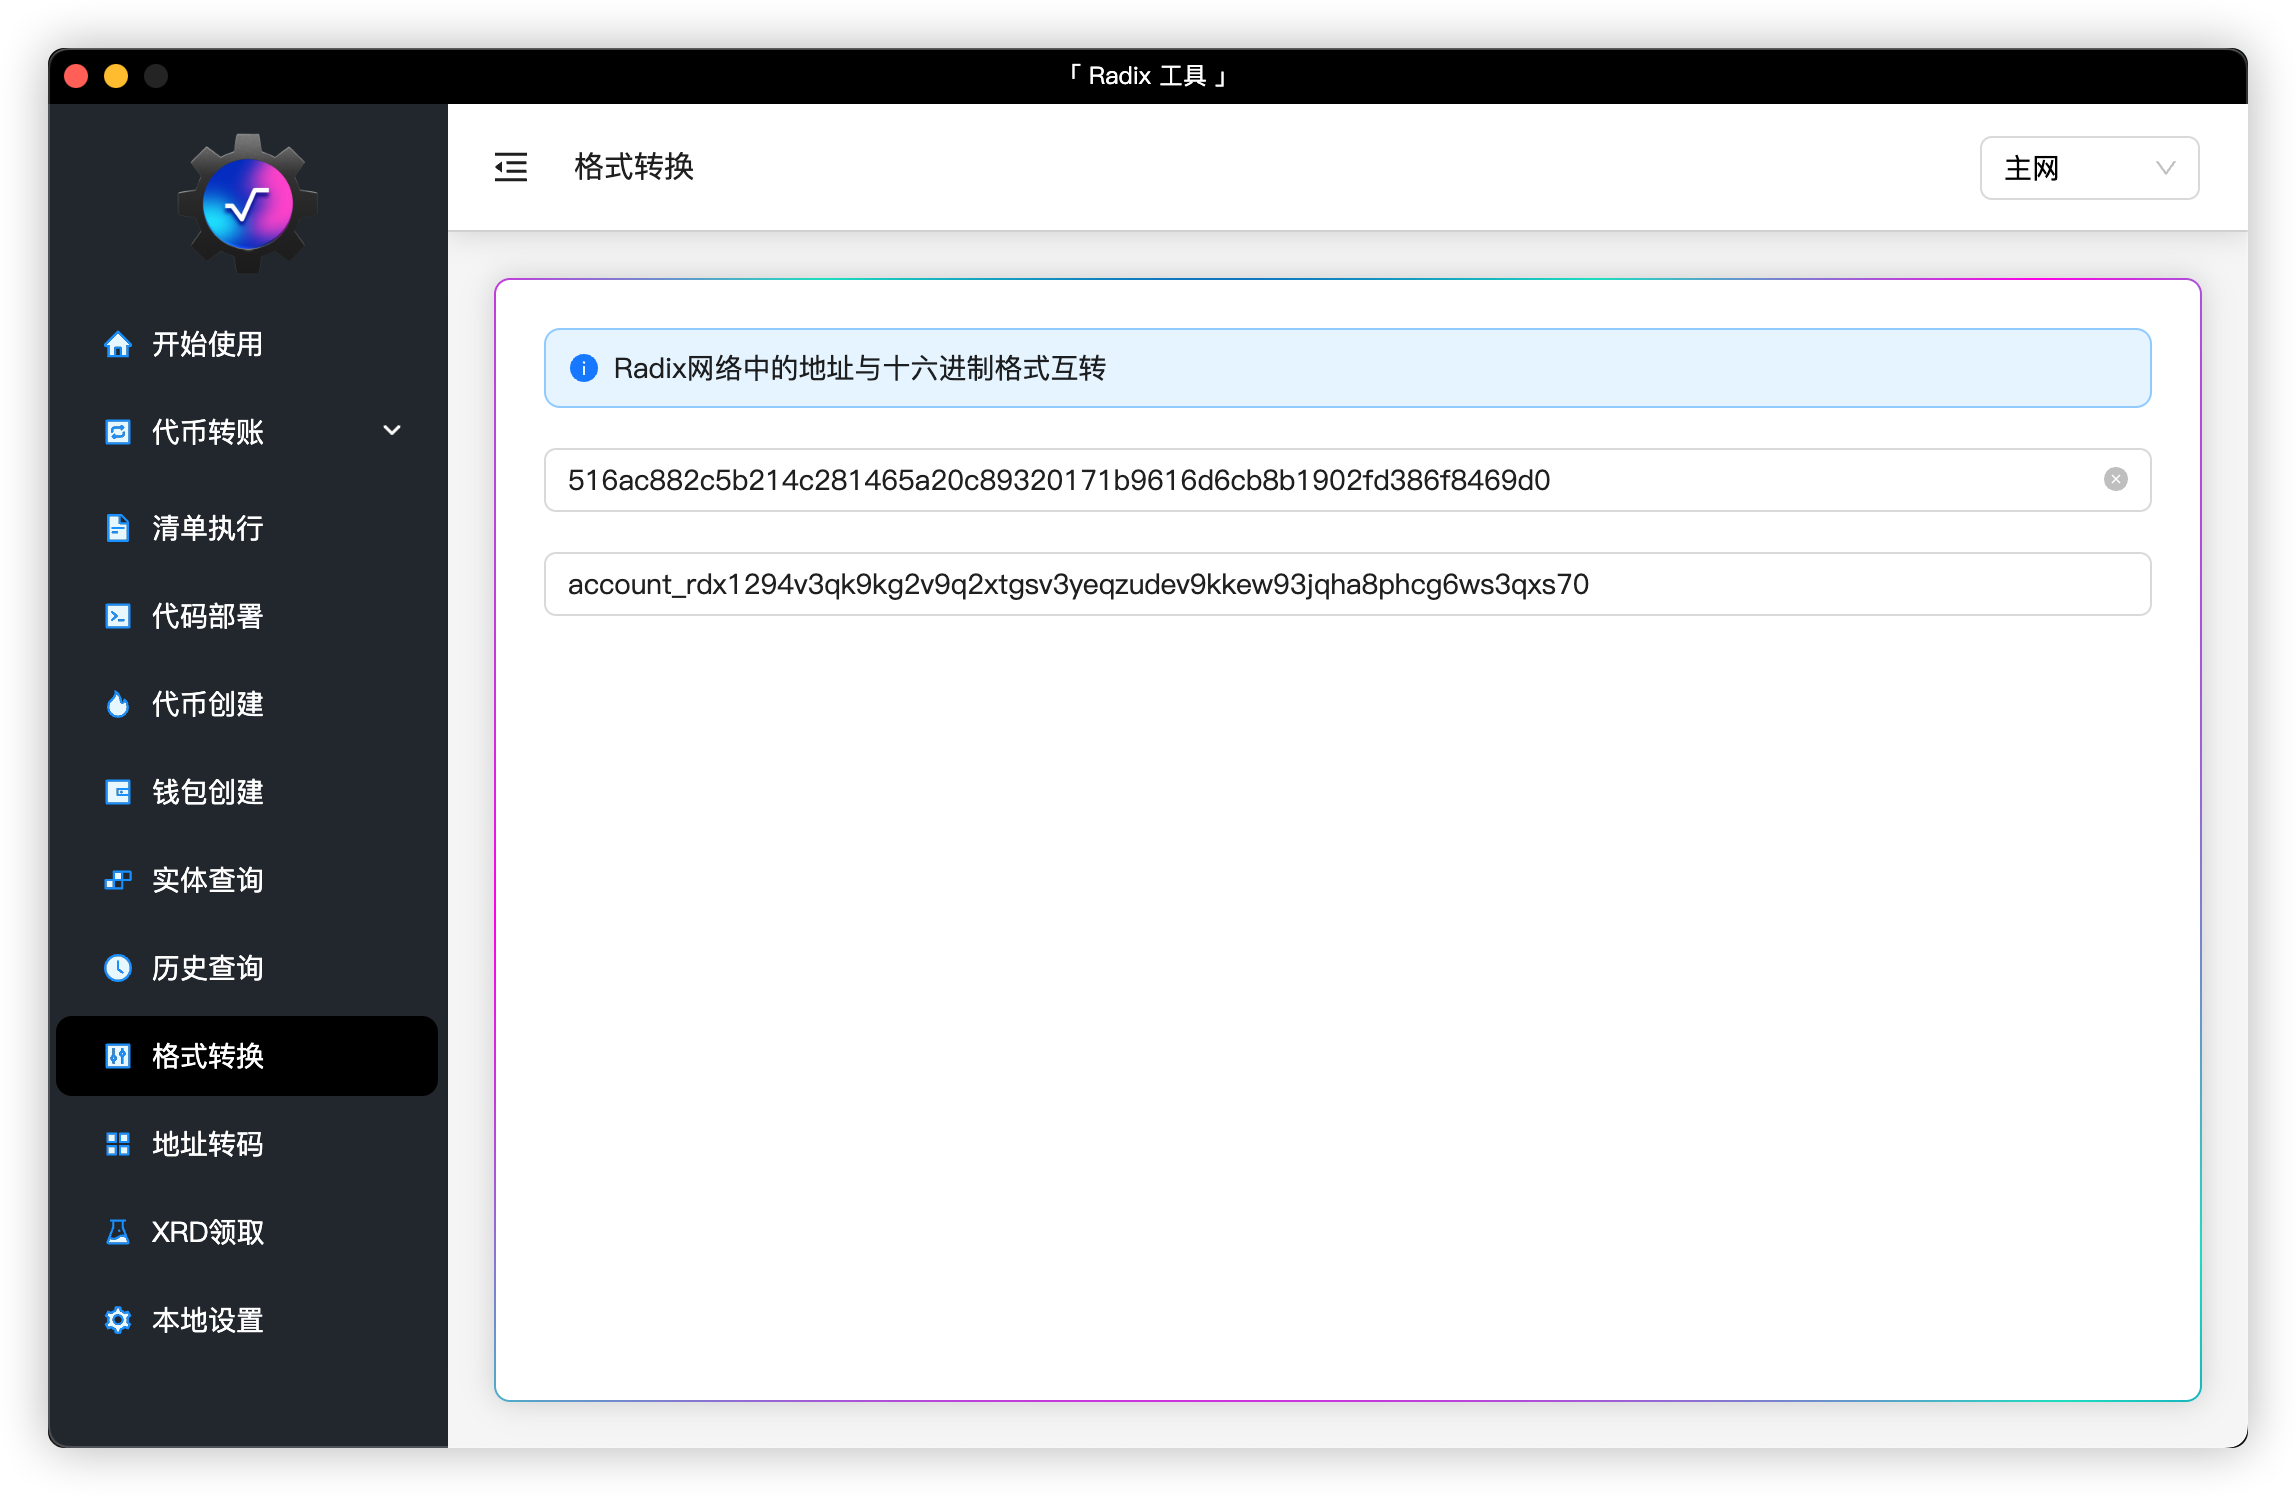 「 Radix 工具 」
格式转换
主网
开始使用
代币转账
清单执行
代码部署
代币创建
钱包创建
实体查询
历史查询
格式转换
地址转码
XRD领取
本地设置
Radix网络中的地址与十六进制格式互转
516ac882c5b214c281465a20c89320171b9616d6cb8b1902fd386f8469d0
account_rdx1294v3qk9kg2v9q2xtgsv3yeqzudev9kkew93jqha8phcg6ws3qxs70